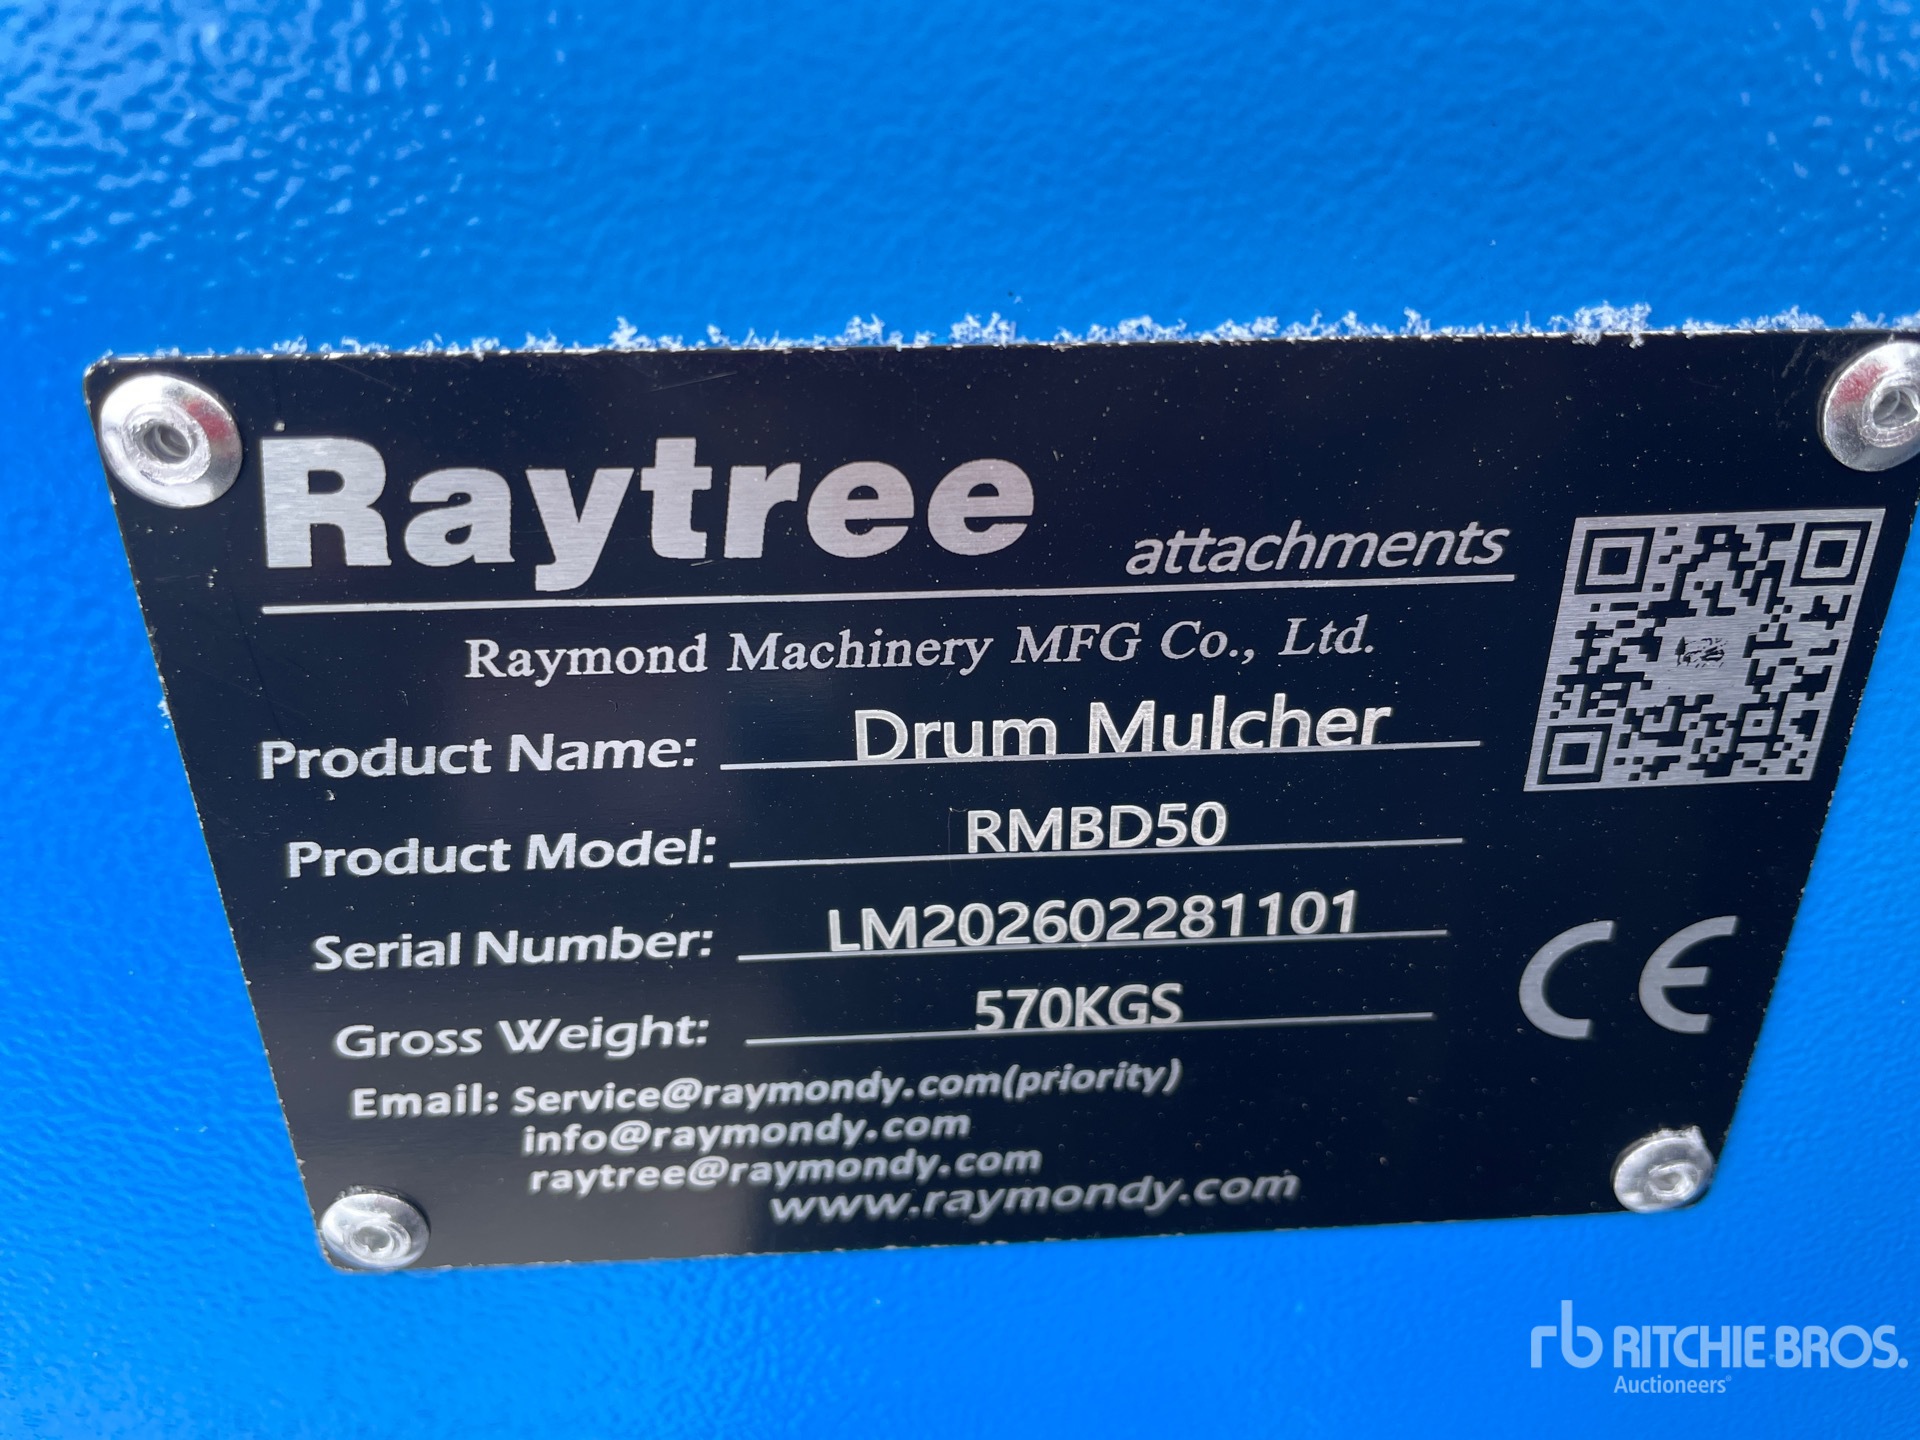 Raytree attachments
Raymond Machinery MFG Co., Ltd.
Product Name: Drum Mulcher
Product Model: RMBD50
Serial Number: LM202602281101
Gross Weight: 570KGS
Email: Service@raymondy.com(priority)
info@raymondy.com
raytree@raymondy.com
www.raymondy.com
CE
rb RITCHIE BROS.
Auctioneers